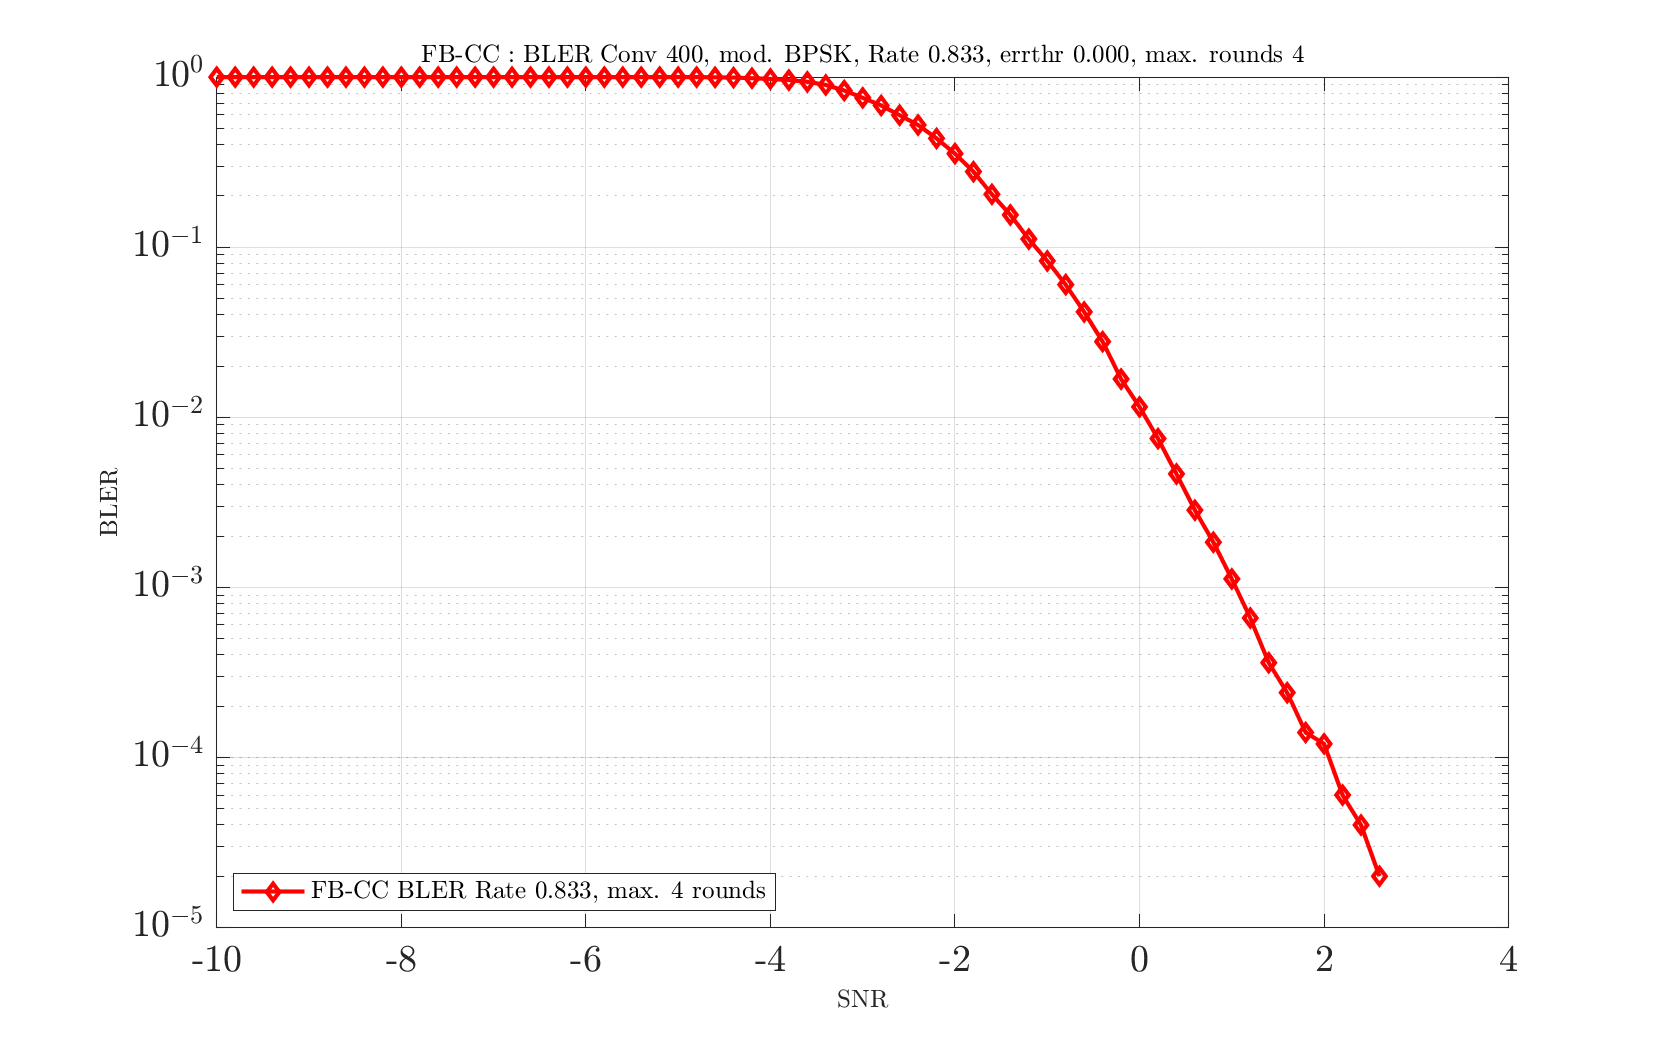 FB-CC : BLER Conv 400, mod. BPSK, Rate 0.833, errthr 0.000, max. rounds 4
10^0
10^-1
10^-2
BLER
10^-3
10^-4
FB-CC BLER Rate 0.833, max. 4 rounds
10^-5
-10 -8 -6 -4 -2 0 2 4
SNR